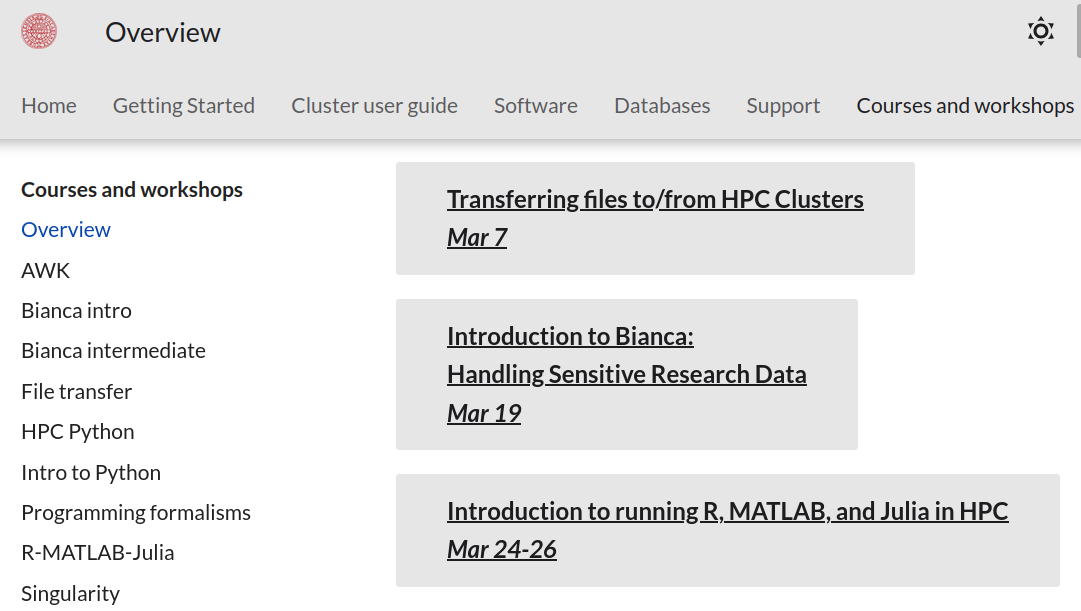 Overview
Home Getting Started Cluster user guide Software Databases Support Courses and workshops
Courses and workshops
Overview
AWK
Bianca intro
Bianca intermediate
File transfer
HPC Python
Intro to Python
Programming formalisms
R-MATLAB-Julia
Singularity
Transferring files to/from HPC Clusters
Mar 7
Introduction to Bianca:
Handling Sensitive Research Data
Mar 19
Introduction to running R, MATLAB, and Julia in HPC
Mar 24-26